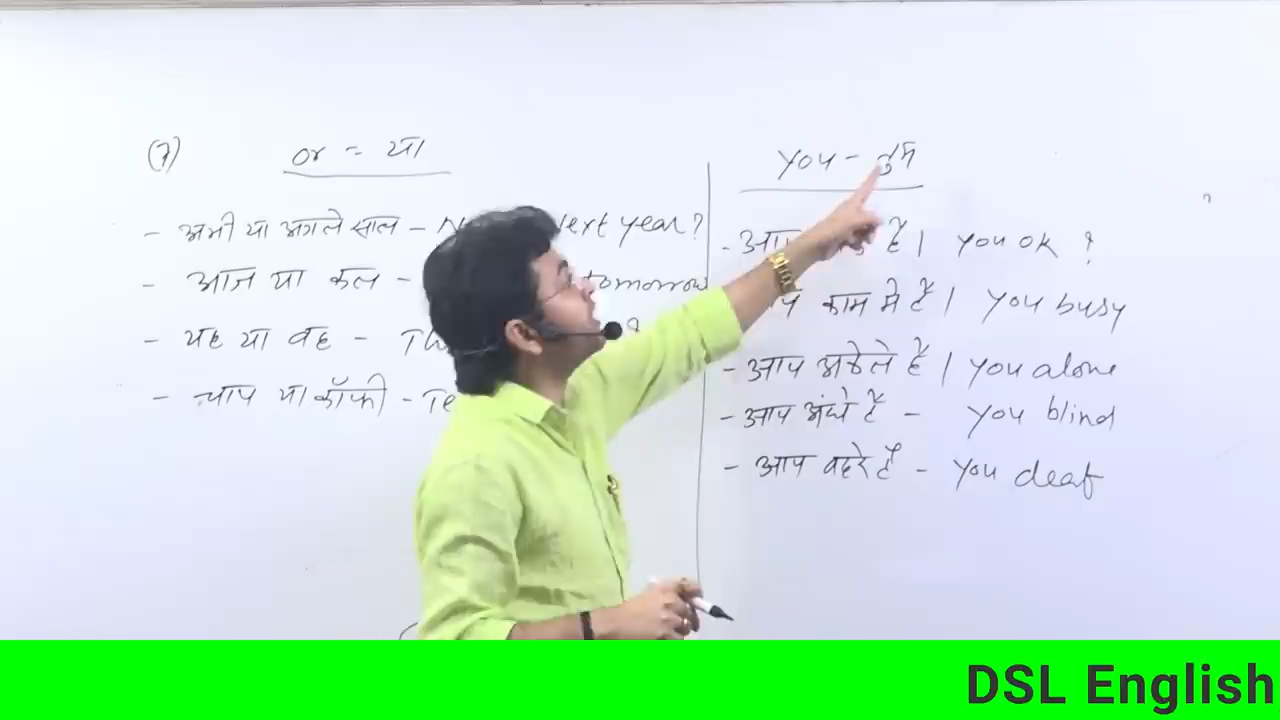 (7) or = या
- अभी या अगले साल - Next year?
- आज या कल - tomorrow
- यह या वह - Th ?
- चाय या कॉफी - Te
you - तुम
- आप हैं | you ok ?
काम मे हैं | you busy
- आप अकेले हैं | you alone
- आप अंधे हैं - you blind
- आप बहरे हैं - you deaf
DSL English